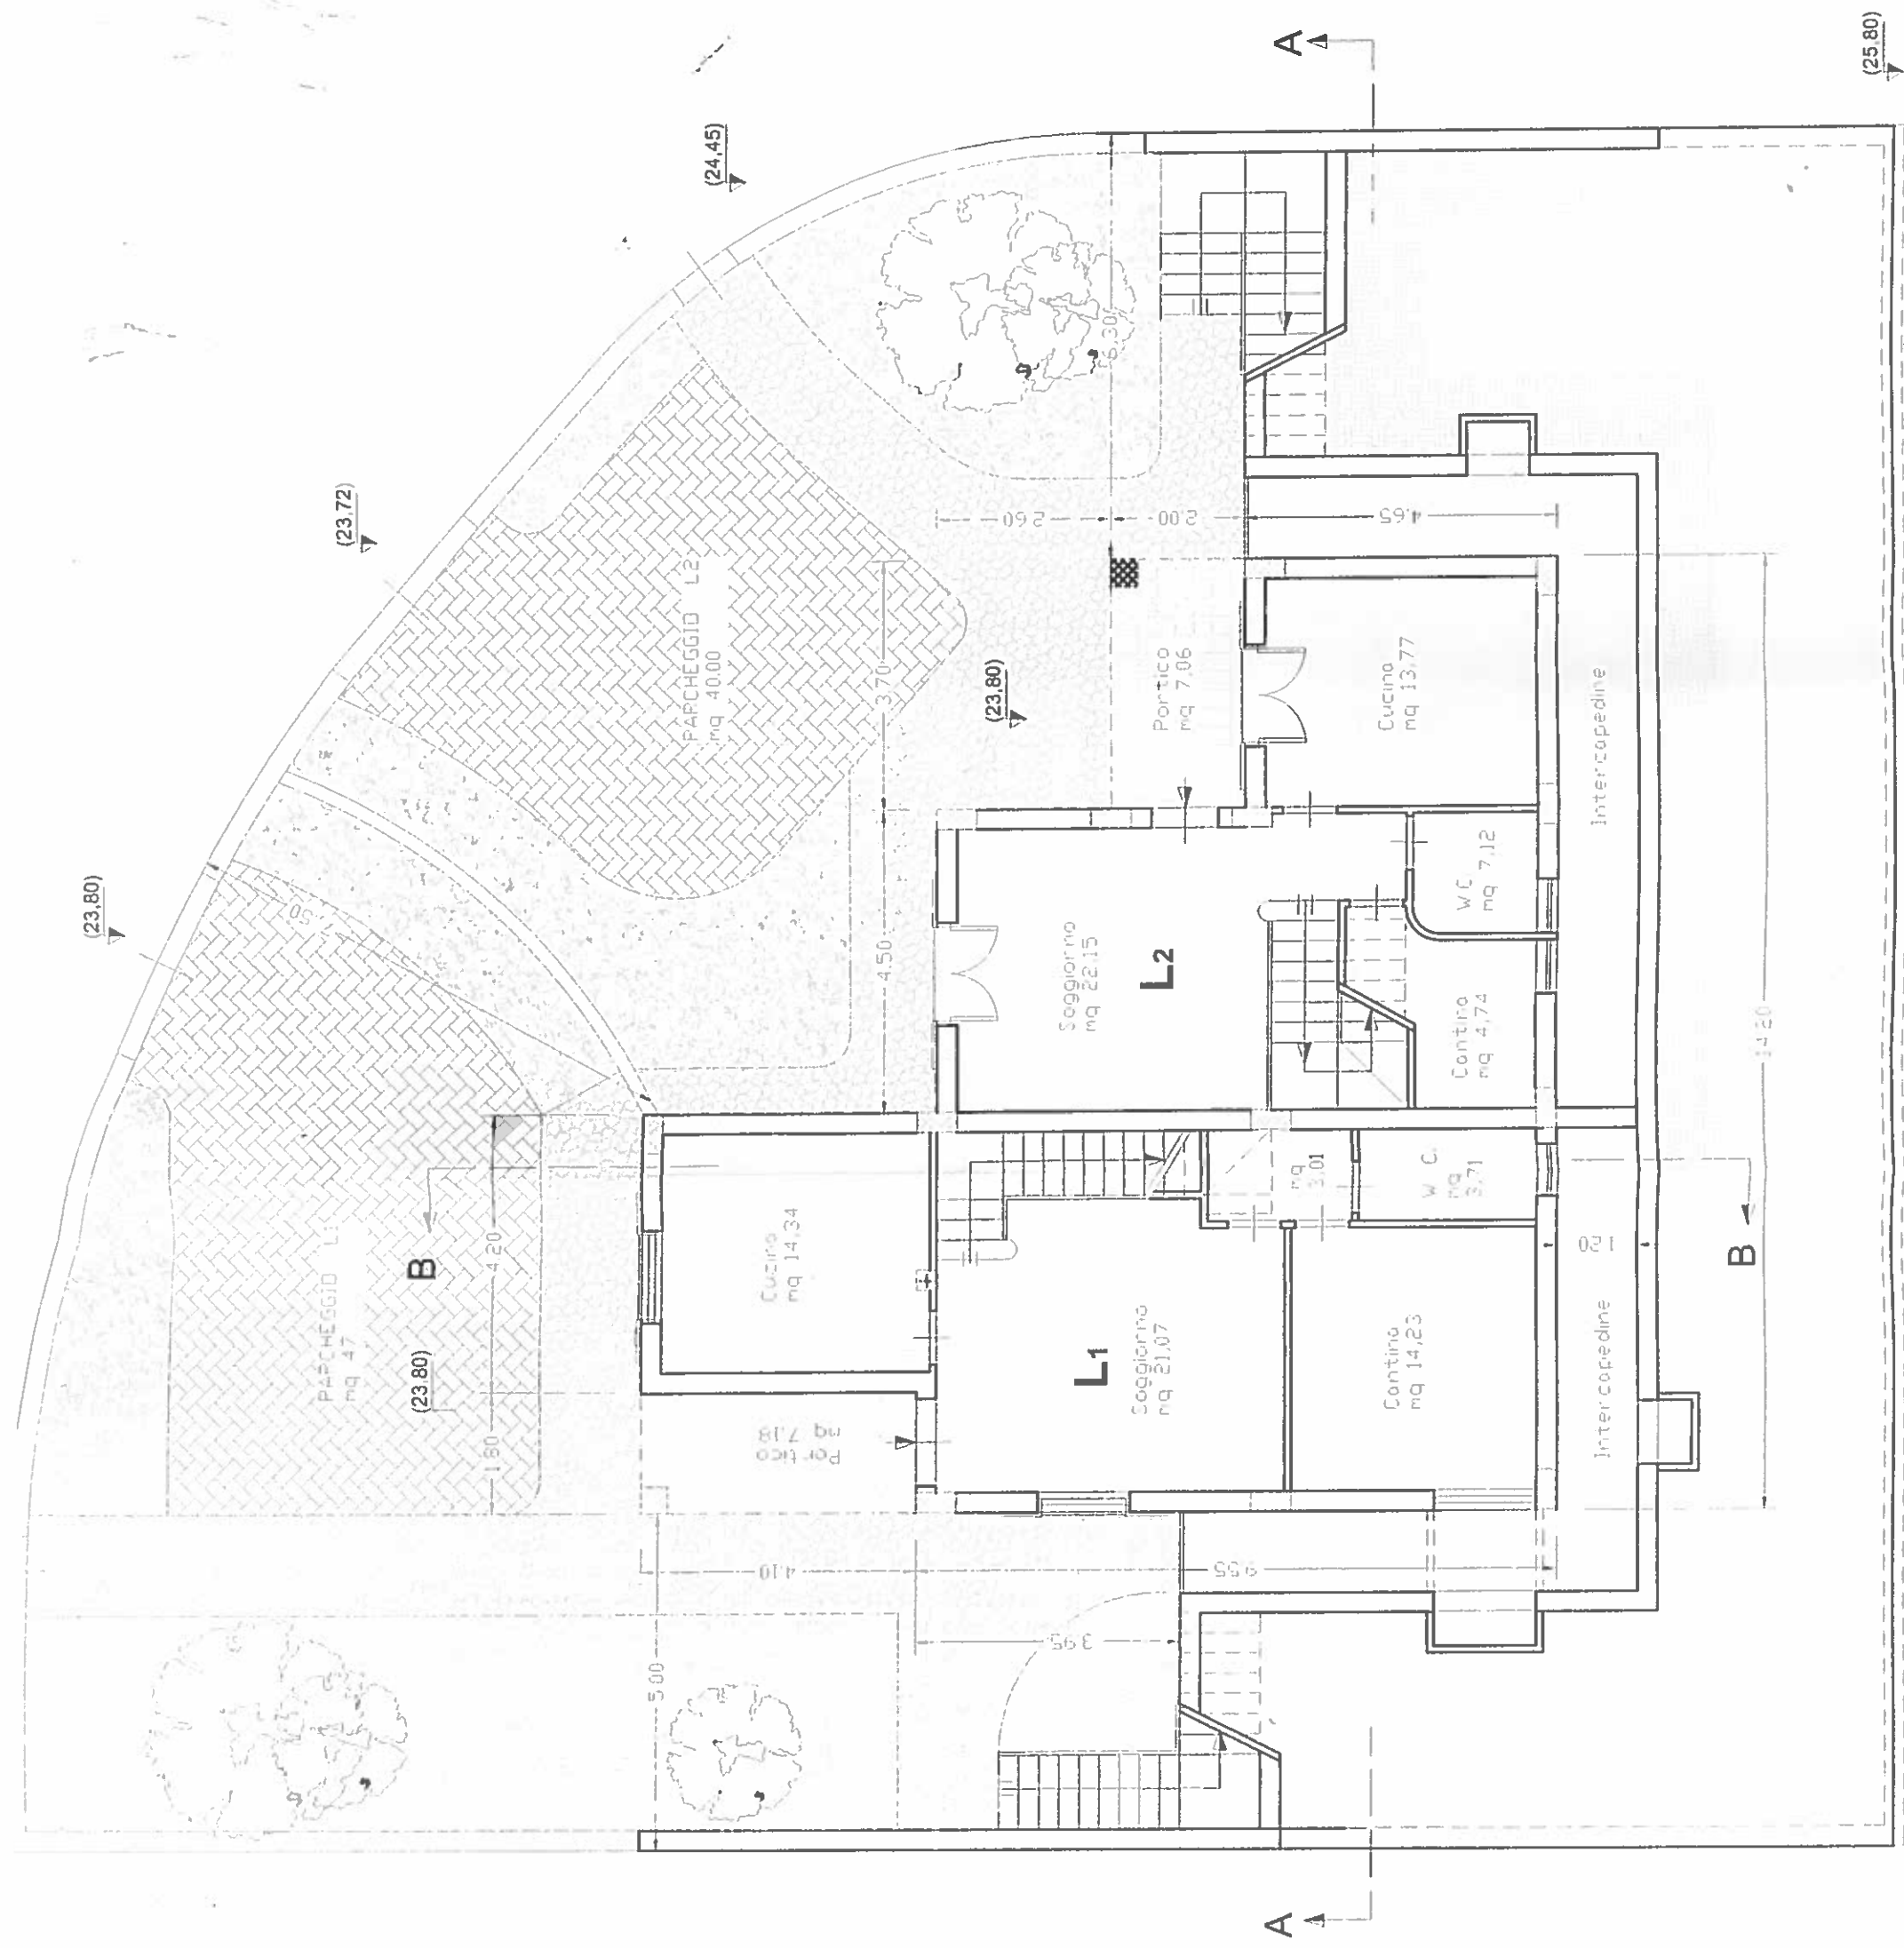 A
(25,80)
(24,45)
(23,72)
(23,80)
6,30
PARCHEGGIO L2
mq 40.00
2.60
2.00
4.65
3.70
(23,80)
Portico
mq 7,06
Cucina
mq 13,77
Intercapedine
4.50
Soggiorno
mq 22,15
L2
W.C.
mq 7,12
Cantina
mq 4,74
14.20
PARCHEGGIO L1
mq 47
B
4.20
(23,80)
1.80
Cucina
mq 14,34
mq
3,01
W C.
mq
3,71
1.20
B
Portico
mq 7,18
L1
Soggiorno
mq 21,07
Cantina
mq 14,23
Intercapedine
4.10
9.55
5.00
3.95
A